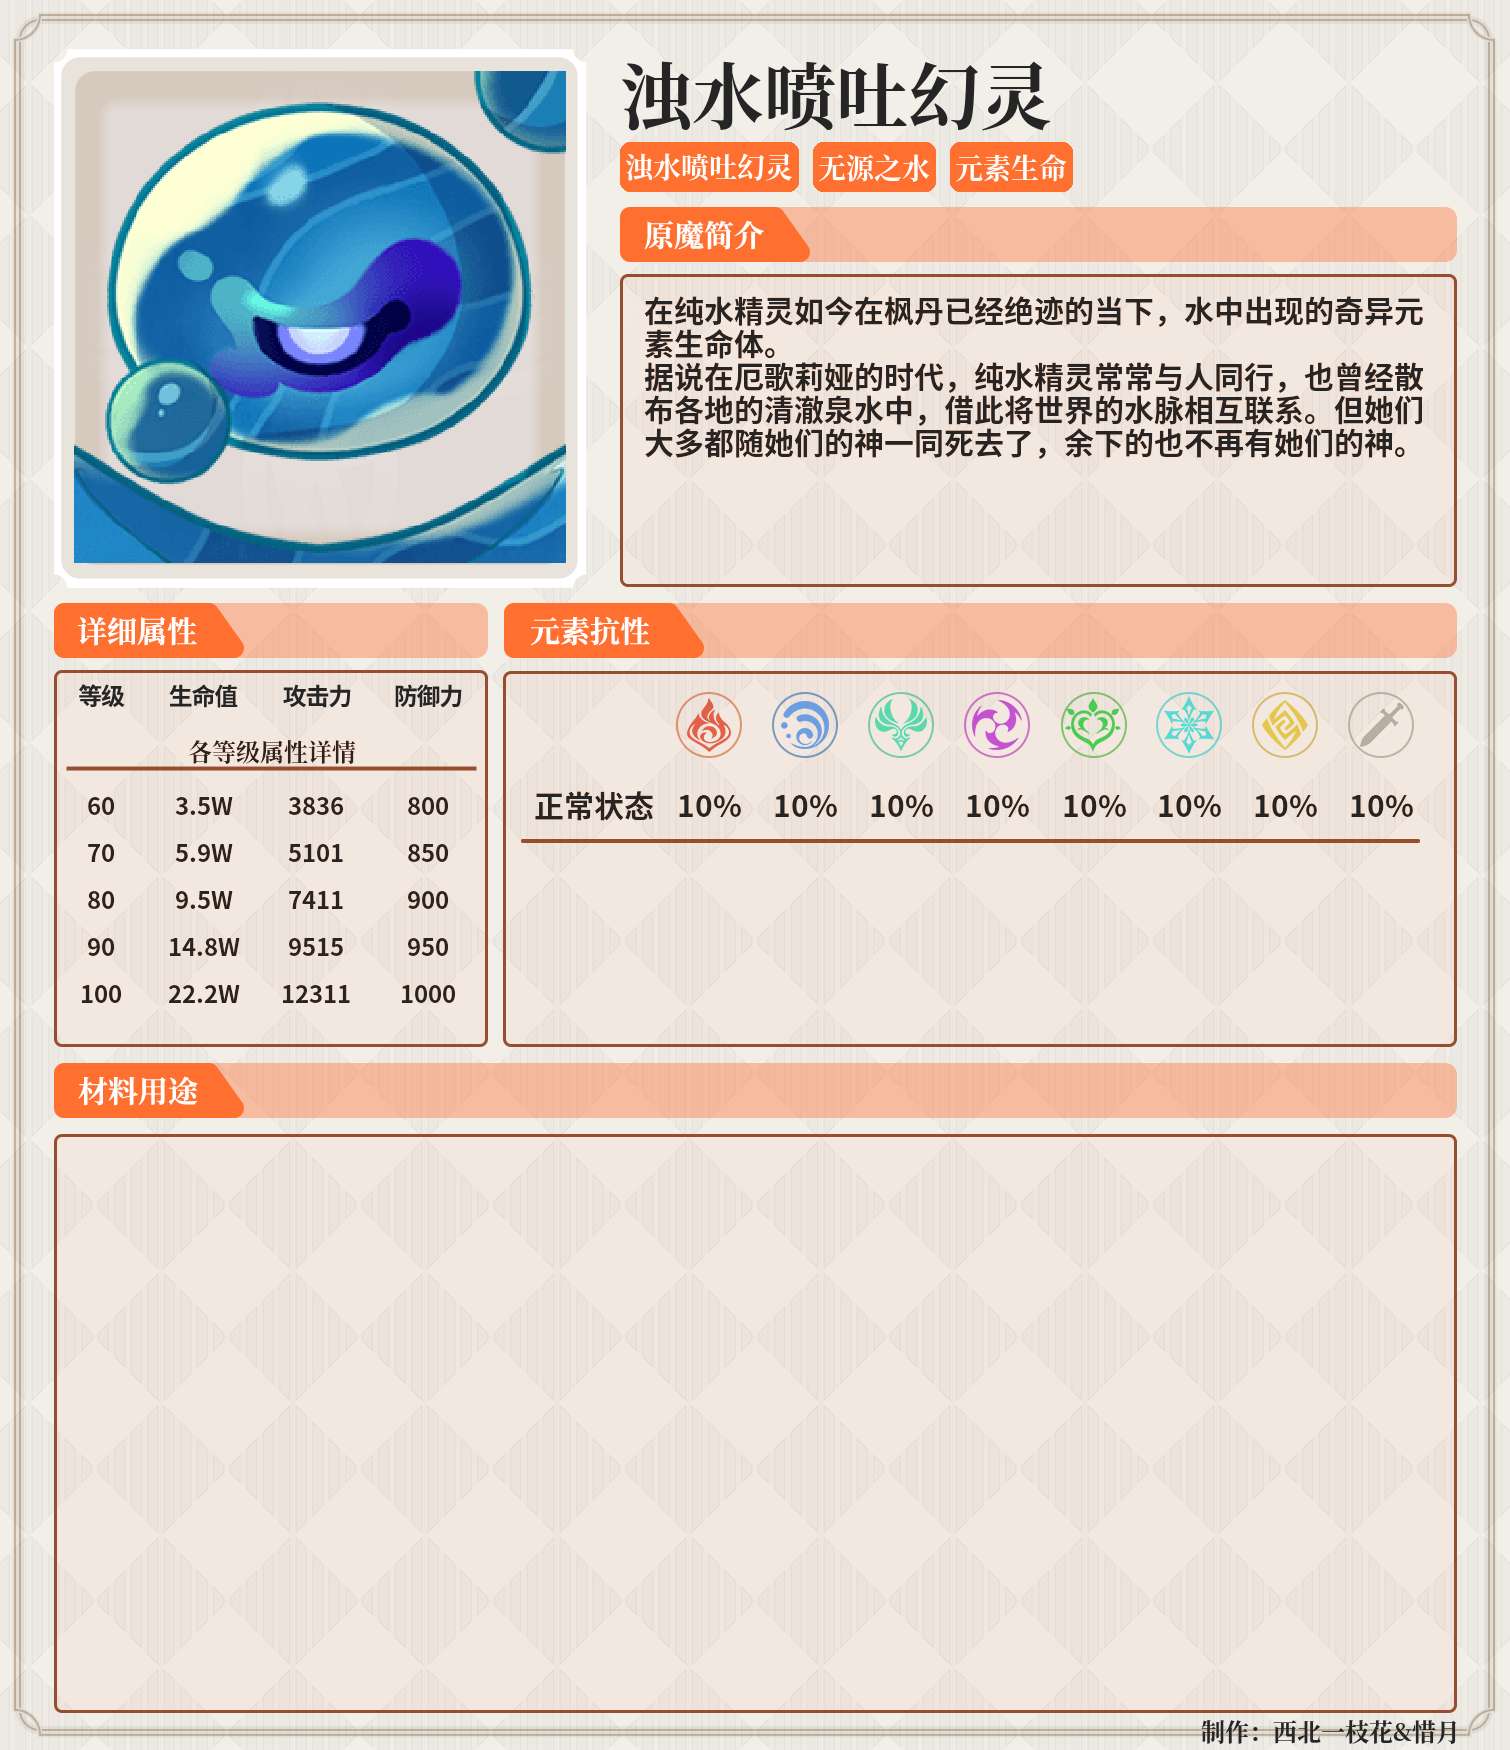 浊水喷吐幻灵
浊水喷吐幻灵 无源之水 元素生命
原魔简介
在纯水精灵如今在枫丹已经绝迹的当下，水中出现的奇异元
素生命体。
据说在厄歌莉娅的时代，纯水精灵常常与人同行，也曾经散
布各地的清澈泉水中，借此将世界的水脉相互联系。但她们
大多都随她们的神一同死去了，余下的也不再有她们的神。
详细属性
等级 生命值 攻击力 防御力
各等级属性详情
60 3.5W 3836 800
70 5.9W 5101 850
80 9.5W 7411 900
90 14.8W 9515 950
100 22.2W 12311 1000
元素抗性
正常状态 10% 10% 10% 10% 10% 10% 10% 10%
材料用途
制作：西北一枝花&惜月